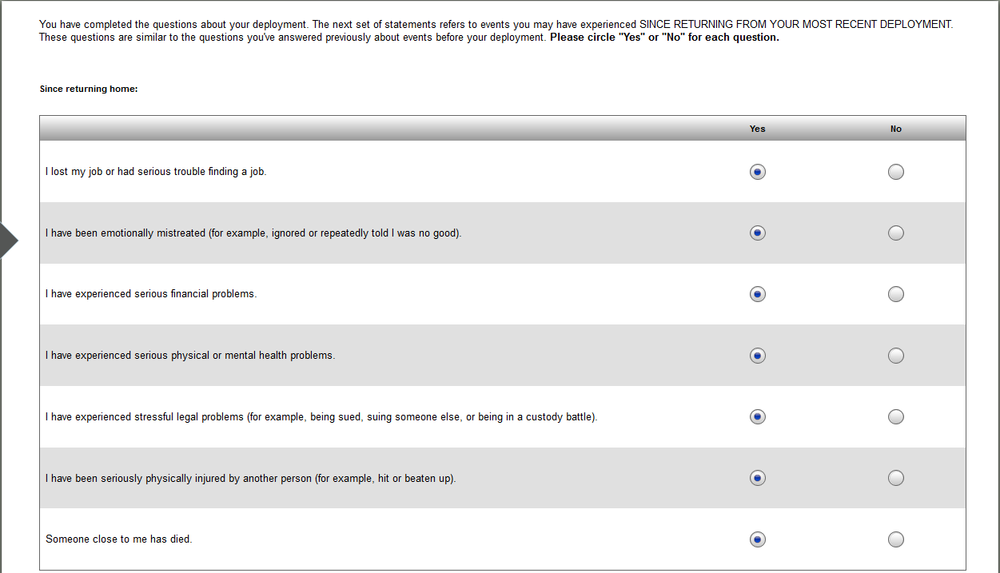 You have completed the questions about your deployment. The next set of statements refers to events you may have experienced SINCE RETURNING FROM YOUR MOST RECENT DEPLOYMENT.
These questions are similar to the questions you've answered previously about events before your deployment. Please circle "Yes" or "No" for each question.
Since returning home:
Yes No
I lost my job or had serious trouble finding a job.
I have been emotionally mistreated (for example, ignored or repeatedly told I was no good).
I have experienced serious financial problems.
I have experienced serious physical or mental health problems.
I have experienced stressful legal problems (for example, being sued, suing someone else, or being in a custody battle).
I have been seriously physically injured by another person (for example, hit or beaten up).
Someone close to me has died.